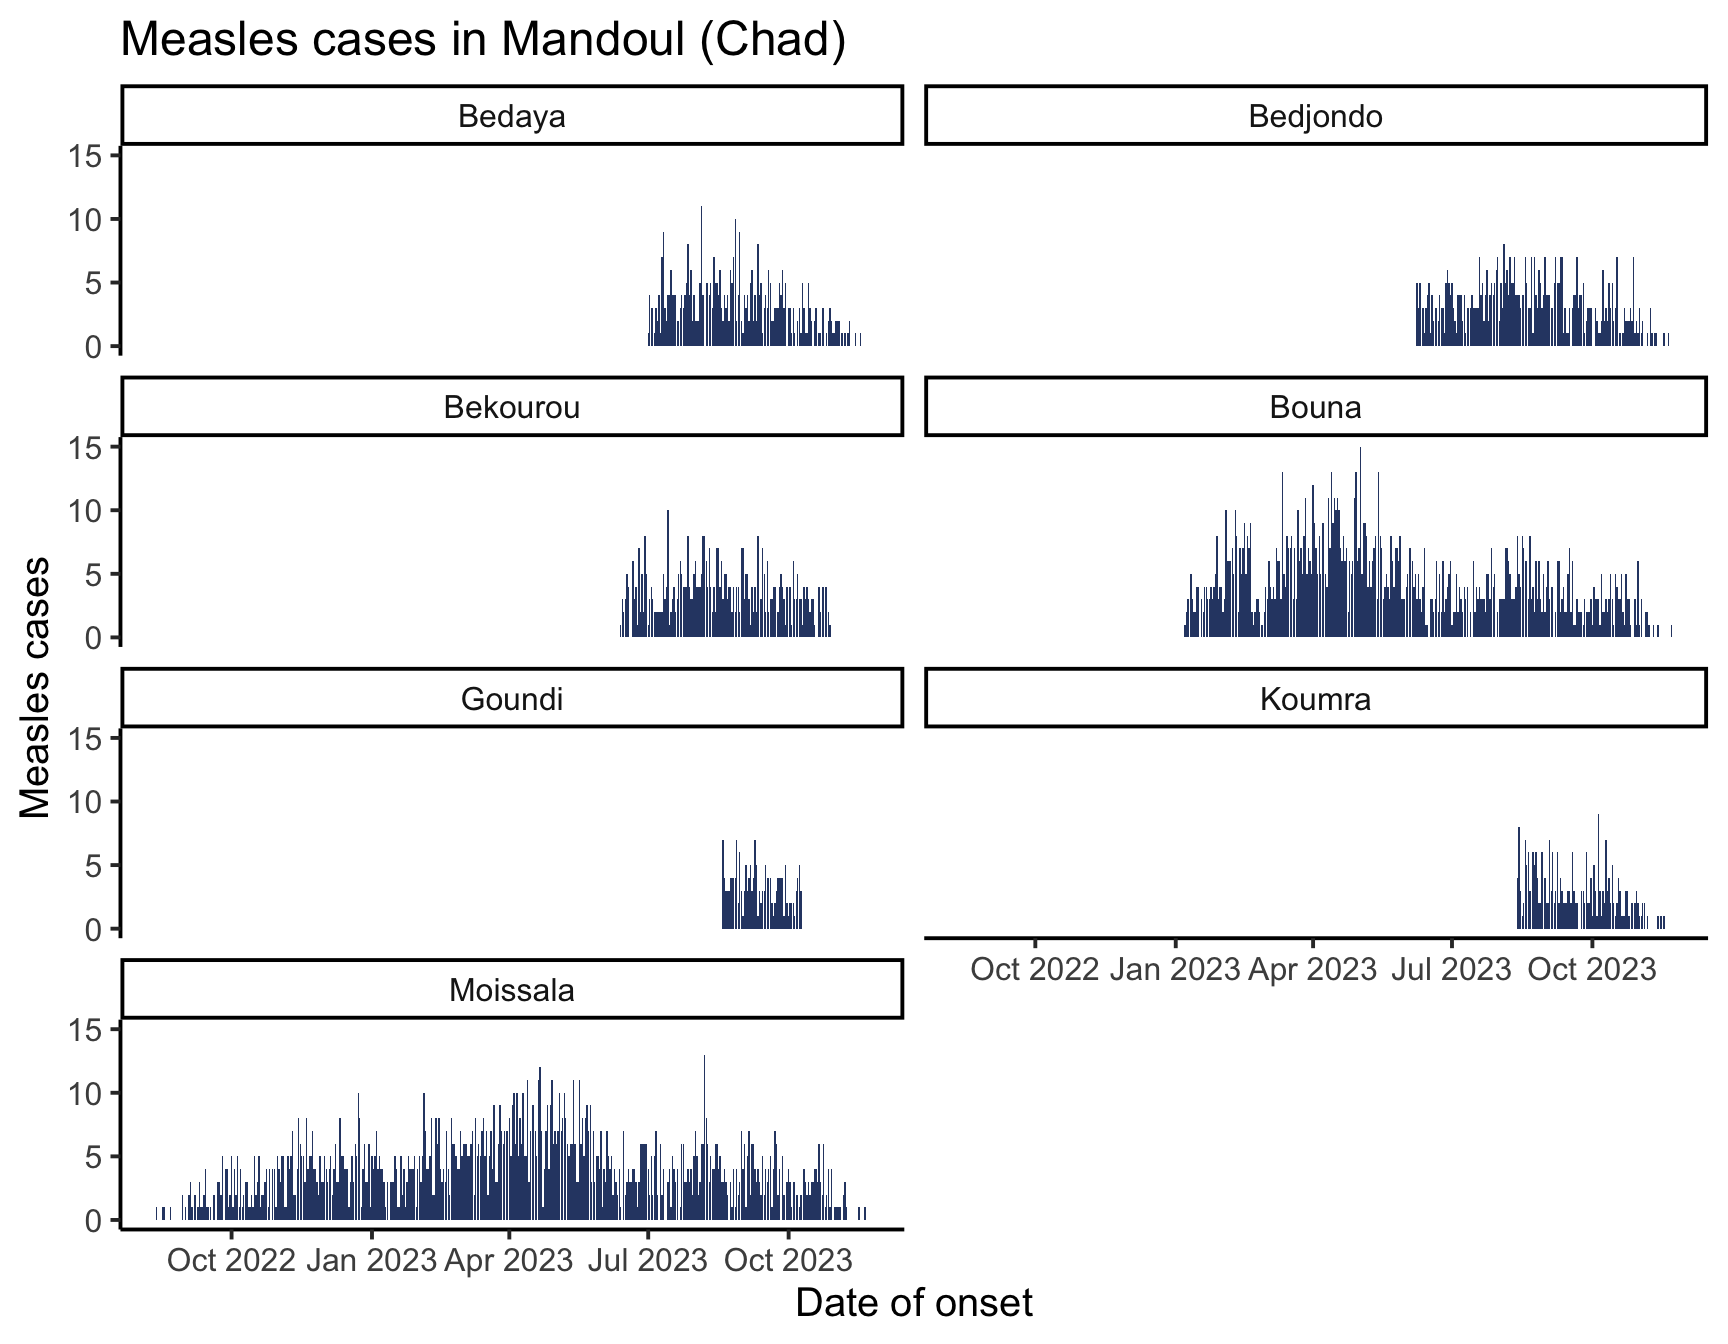 Measles cases in Mandoul (Chad)
Bedaya
Bedjondo
15
10
5
0
Bekourou
Bouna
15
10
5
0
Goundi
Koumra
15
10
5
0
Oct 2022 Jan 2023 Apr 2023 Jul 2023 Oct 2023
Moissala
15
10
5
0
Oct 2022 Jan 2023 Apr 2023 Jul 2023 Oct 2023
Measles cases
Date of onset